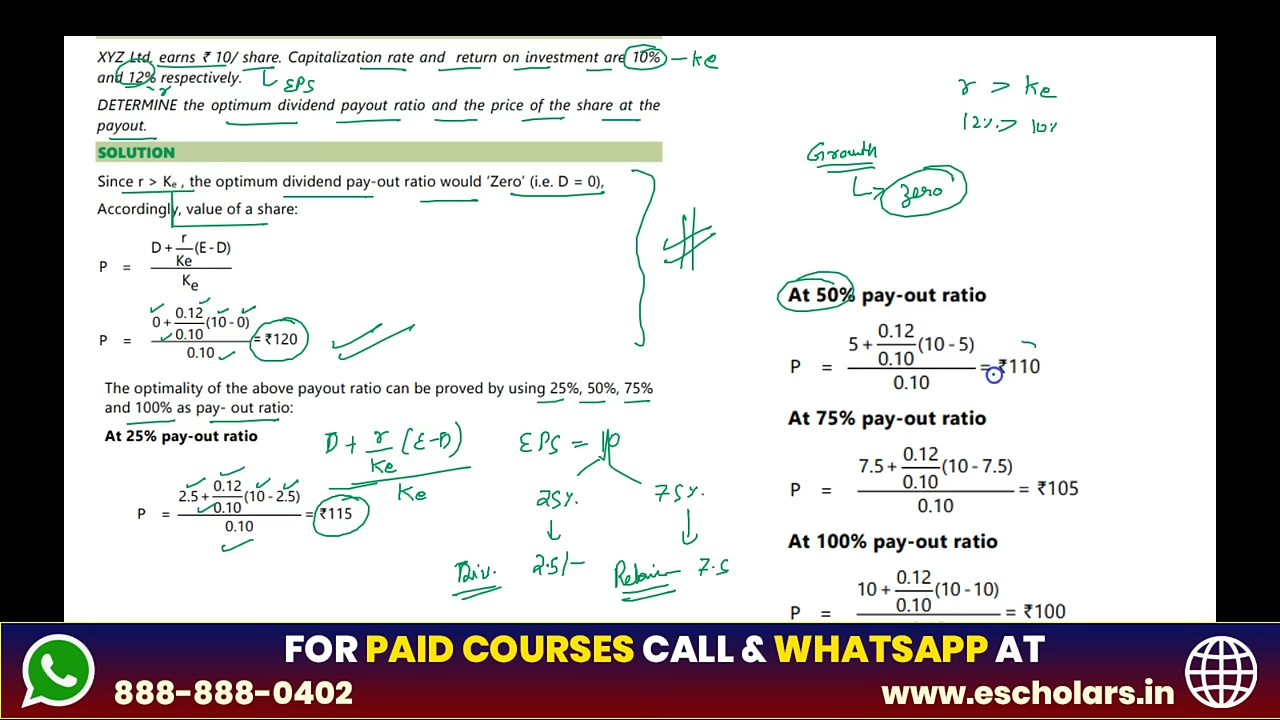 XYZ Ltd. earns ₹ 10/ share. Capitalization rate and return on investment are 10% - Ke
and 12% respectively.
r
EPS
DETERMINE the optimum dividend payout ratio and the price of the share at the
payout.
SOLUTION
Since r > Ke , the optimum dividend pay-out ratio would 'Zero' (i.e. D = 0),
Accordingly, value of a share:
P = D + r/Ke (E - D) / Ke
P = 0 + 0.12/0.10 (10 - 0) / 0.10 = ₹120
The optimality of the above payout ratio can be proved by using 25%, 50%, 75%
and 100% as pay- out ratio:
At 25% pay-out ratio
P = 2.5 + 0.12/0.10 (10 - 2.5) / 0.10 = ₹115
D + r/Ke (E-D) / Ke
EPS = 10
25%. 75%.
Div. 2.5/- Retain 7.5
r > Ke
12%. > 10%
Growth
Zero
At 50% pay-out ratio
P = 5 + 0.12/0.10 (10 - 5) / 0.10 = ₹110
At 75% pay-out ratio
P = 7.5 + 0.12/0.10 (10 - 7.5) / 0.10 = ₹105
At 100% pay-out ratio
P = 10 + 0.12/0.10 (10 - 10) = ₹100
FOR PAID COURSES CALL & WHATSAPP AT
888-888-0402
www.escholars.in